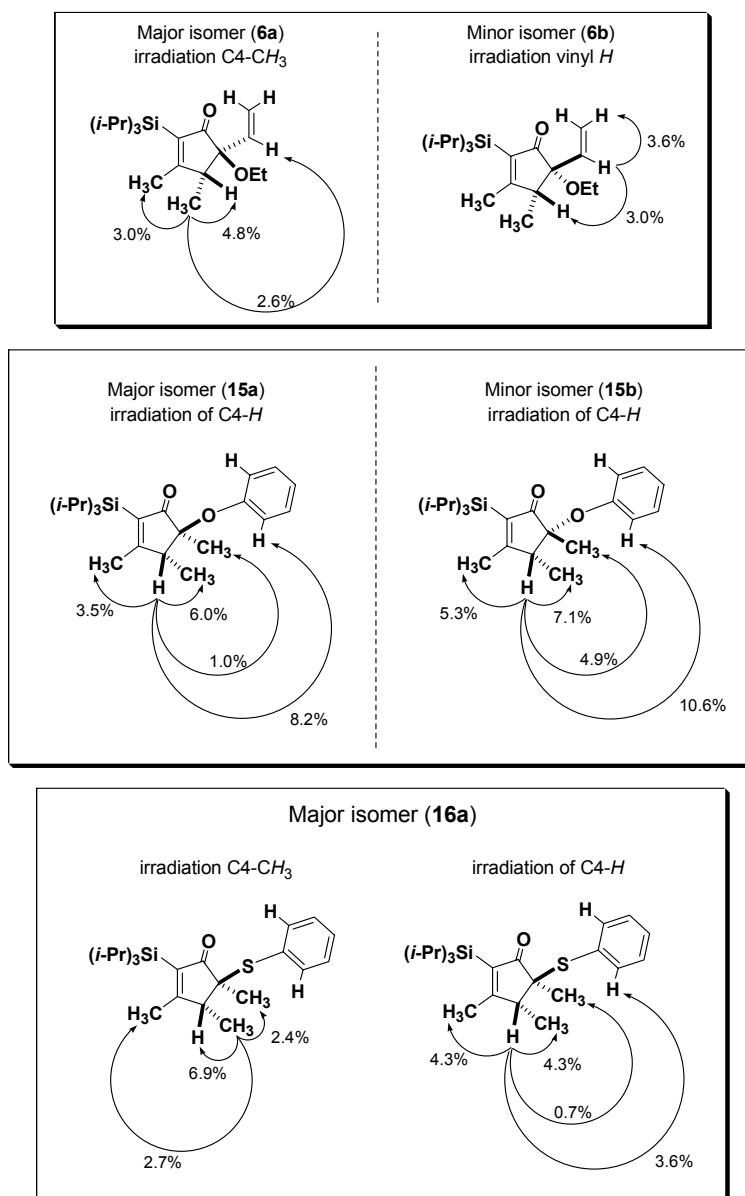 Major isomer (6a)
irradiation C4-CH3
Minor isomer (6b)
irradiation vinyl H
H H
O
(i-Pr)3Si
H
OEt
H3C
H
H3C
3.0%
4.8%
2.6%
H H
O
(i-Pr)3Si
H
OEt
H3C
H
H3C
3.6%
3.0%
Major isomer (15a)
irradiation of C4-H
Minor isomer (15b)
irradiation of C4-H
H
O
(i-Pr)3Si
O
H
CH3
H3C
CH3
H
3.5%
6.0%
1.0%
8.2%
H
O
(i-Pr)3Si
O
H
CH3
H3C
CH3
H
5.3%
7.1%
4.9%
10.6%
Major isomer (16a)
irradiation C4-CH3
irradiation of C4-H
H
O
(i-Pr)3Si
S
H
CH3
H3C
CH3
H
2.4%
6.9%
2.7%
H
O
(i-Pr)3Si
S
H
CH3
H3C
CH3
H
4.3%
4.3%
0.7%
3.6%